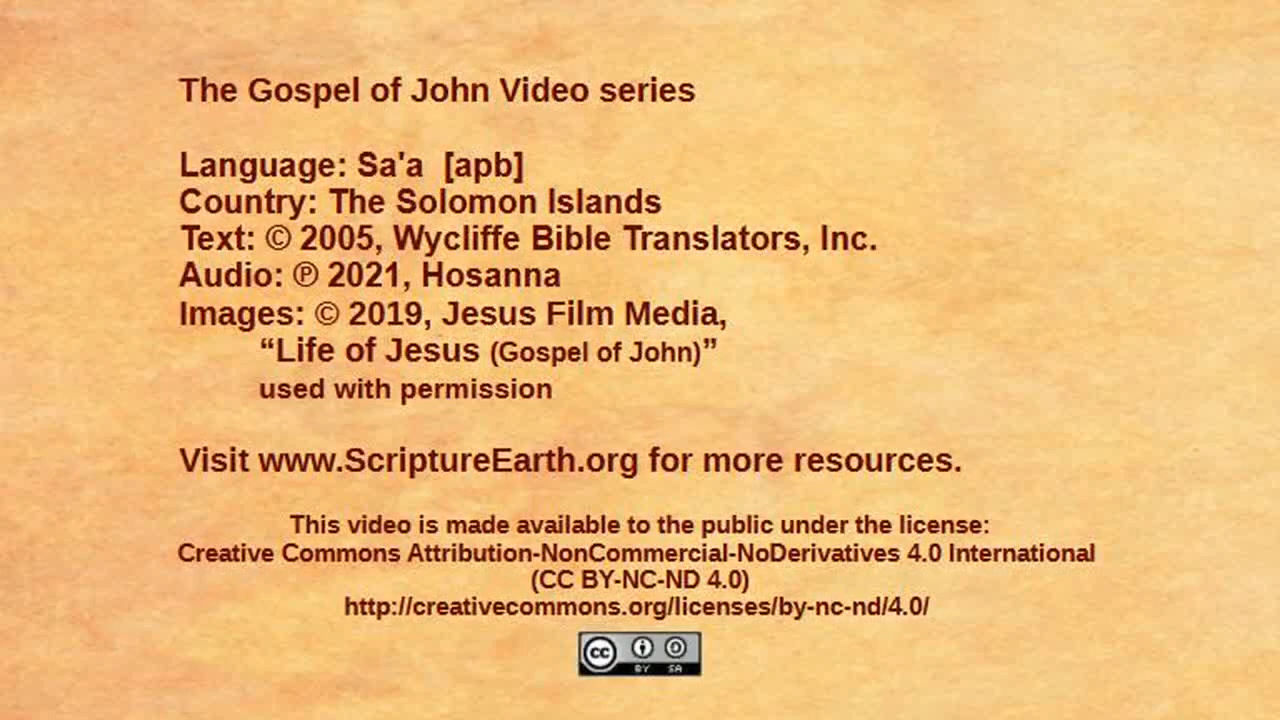 The Gospel of John Video series
Language: Sa'a [apb]
Country: The Solomon Islands
Text: © 2005, Wycliffe Bible Translators, Inc.
Audio: ℗ 2021, Hosanna
Images: © 2019, Jesus Film Media,
“Life of Jesus (Gospel of John)”
used with permission
Visit www.ScriptureEarth.org for more resources.
This video is made available to the public under the license:
Creative Commons Attribution-NonCommercial-NoDerivatives 4.0 International
(CC BY-NC-ND 4.0)
http://creativecommons.org/licenses/by-nc-nd/4.0/
cc BY SA